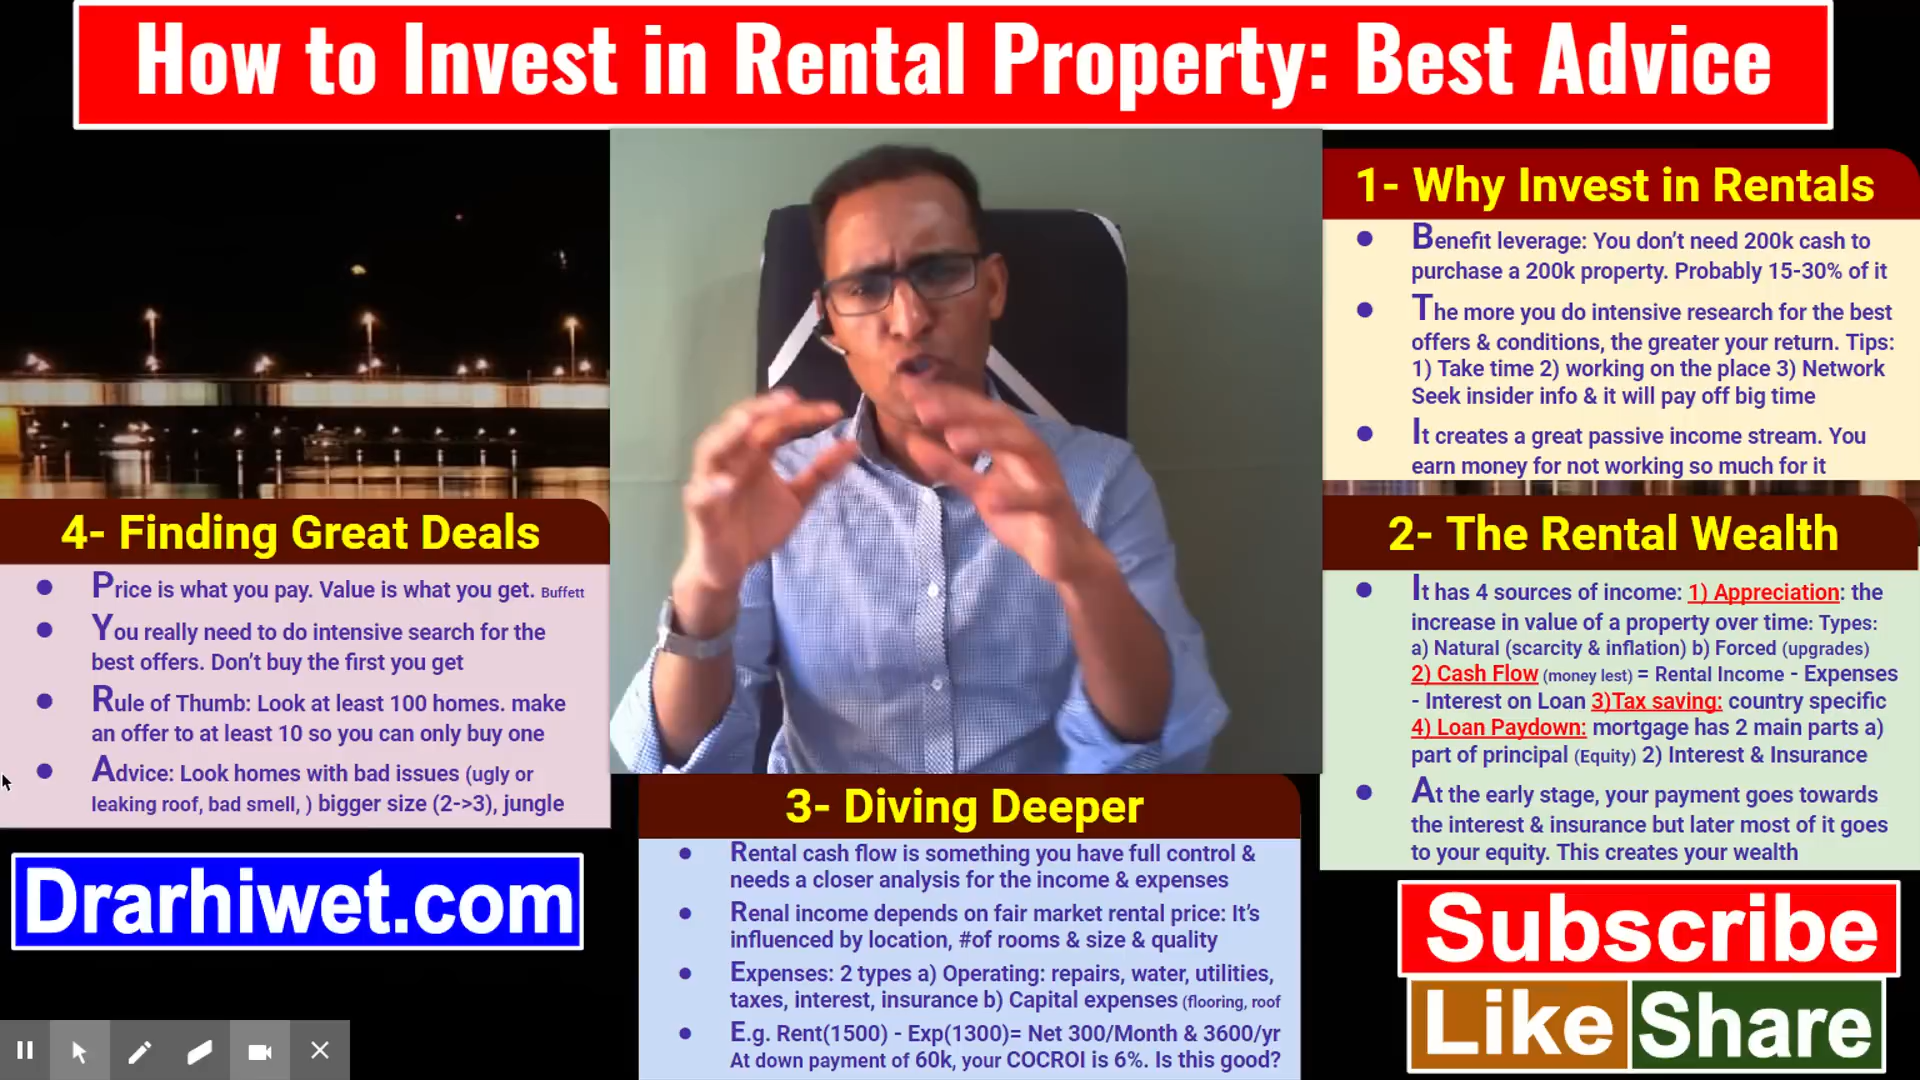 How to Invest in Rental Property: Best Advice
1- Why Invest in Rentals
Benefit leverage: You don't need 200k cash to
purchase a 200k property. Probably 15-30% of it
The more you do intensive research for the best
offers & conditions, the greater your return. Tips:
1) Take time 2) working on the place 3) Network
Seek insider info & it will pay off big time
It creates a great passive income stream. You
earn money for not working so much for it
2- The Rental Wealth
It has 4 sources of income: 1) Appreciation: the
increase in value of a property over time: Types:
a) Natural (scarcity & inflation) b) Forced (upgrades)
2) Cash Flow (money lest) = Rental Income - Expenses
- Interest on Loan 3)Tax saving: country specific
4) Loan Paydown: mortgage has 2 main parts a)
part of principal (Equity) 2) Interest & Insurance
At the early stage, your payment goes towards
the interest & insurance but later most of it goes
to your equity. This creates your wealth
3- Diving Deeper
Rental cash flow is something you have full control &
needs a closer analysis for the income & expenses
Renal income depends on fair market rental price: It's
influenced by location, #of rooms & size & quality
Expenses: 2 types a) Operating: repairs, water, utilities,
taxes, interest, insurance b) Capital expenses (flooring, roof
E.g. Rent(1500) - Exp(1300)= Net 300/Month & 3600/yr
At down payment of 60k, your COCROI is 6%. Is this good?
4- Finding Great Deals
Price is what you pay. Value is what you get. Buffett
You really need to do intensive search for the
best offers. Don't buy the first you get
Rule of Thumb: Look at least 100 homes. make
an offer to at least 10 so you can only buy one
Advice: Look homes with bad issues (ugly or
leaking roof, bad smell, ) bigger size (2->3), jungle
Drarhiwet.com
Subscribe
Like Share